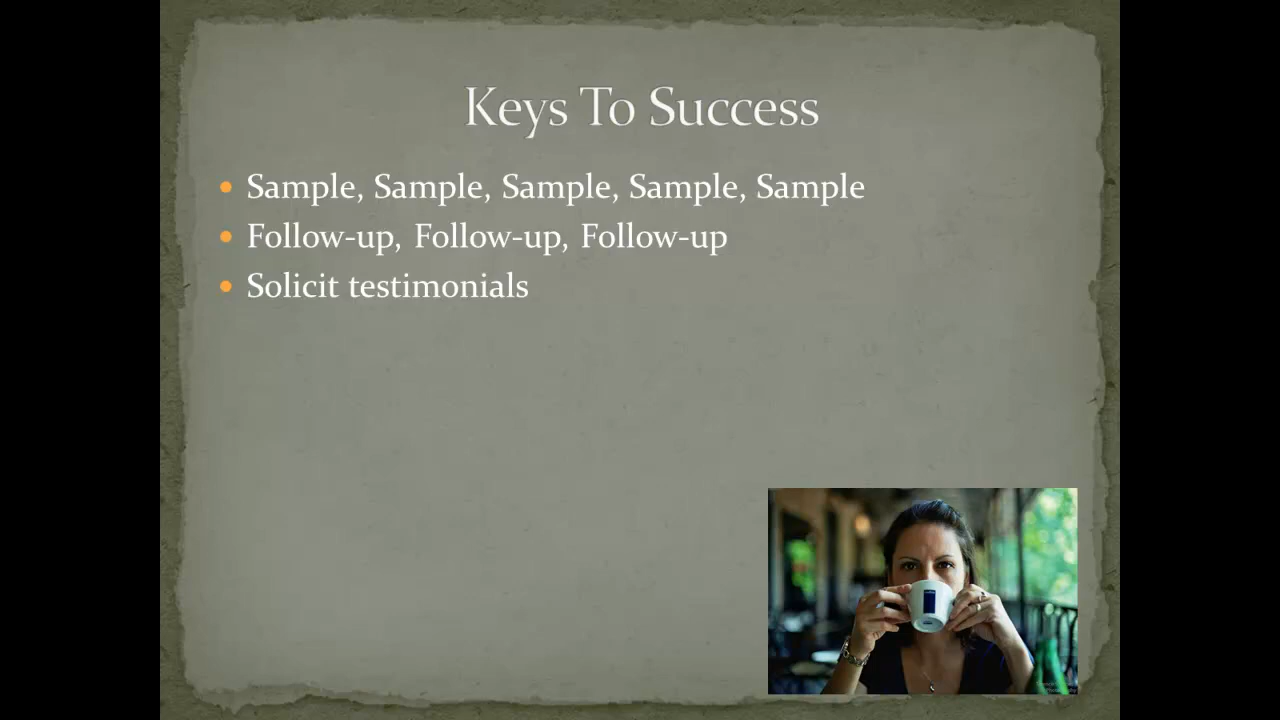 Keys To Success
Sample, Sample, Sample, Sample, Sample
Follow-up, Follow-up, Follow-up
Solicit testimonials